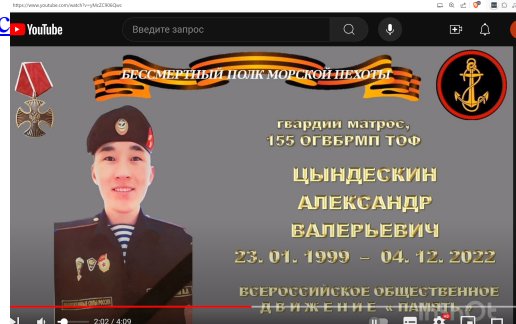 YouTube
Введите запрос
БЕССМЕРТНЫЙ ПОЛК МОРСКОЙ ПЕХОТЫ
гвардии матрос,
155 ОГВБРМП ТОФ
ЦЫНДЕСКИН
АЛЕКСАНДР
ВАЛЕРЬЕВИЧ
23. 01. 1999 – 04. 12. 2022
ВСЕРОССИЙСКОЕ ОБЩЕСТВЕННОЕ
ДВИЖЕНИЕ « ПАМЯТЬ
2:02 / 4:09